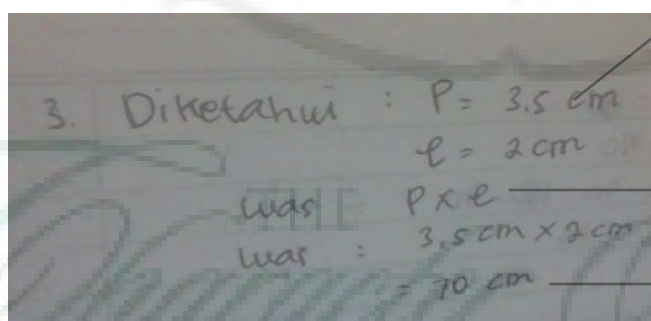 3. Diketahui : P = 3.5 cm
l = 2 cm
Luas P x l
Luas : 3,5 cm x 2 cm
= 70 cm